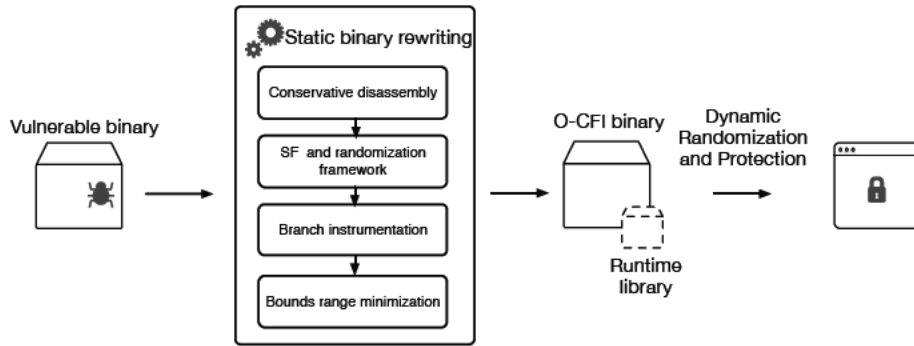 Vulnerable binary
Static binary rewriting
Conservative disassembly
SF and randomization
framework
Branch instrumentation
Bounds range minimization
O-CFI binary
Runtime
library
Dynamic
Randomization
and Protection